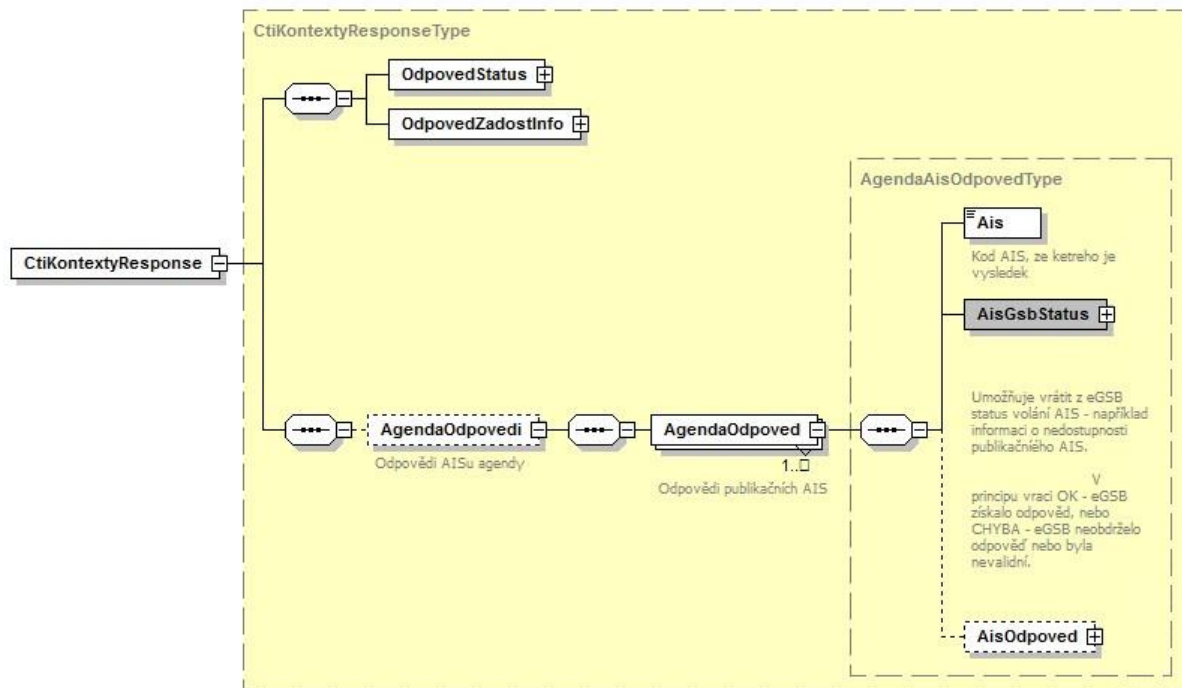 CtiKontextyResponseType
OdpovedStatus
OdpovedZadostInfo
AgendaAisOdpovedType
Ais
Kod AIS, ze ketreho je
vysledek
CtiKontextyResponse
AisGsbStatus
Umožňuje vrátit z eGSB
status volání AIS - například
informaci o nedostupnosti
publikačního AIS.
V
principu vraci OK - eGSB
získalo odpověd, nebo
CHYBA - eGSB neobdrželo
odpověď nebo byla
nevalidní.
AgendaOdpovedi
Odpovědi AISu agendy
AgendaOdpoved
1..
Odpovědi publikačních AIS
AisOdpoved